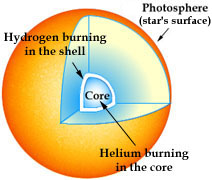 Photosphere
(star's surface)
Hydrogen burning
in the shell
Core
Helium burning
in the core